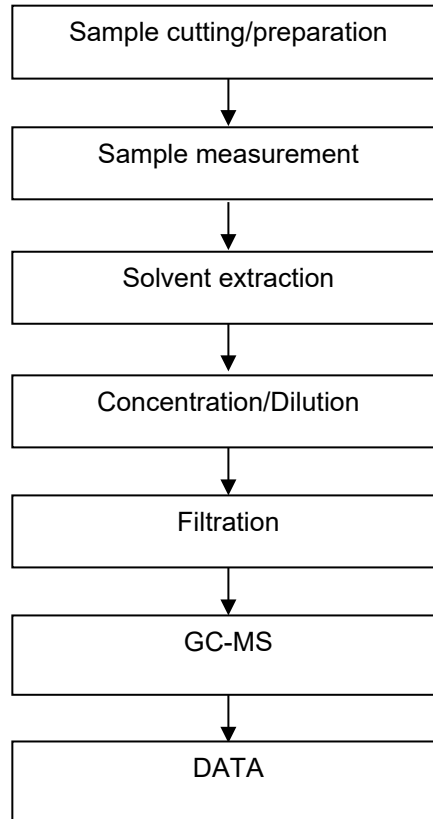 Sample cutting/preparation
Sample measurement
Solvent extraction
Concentration/Dilution
Filtration
GC-MS
DATA